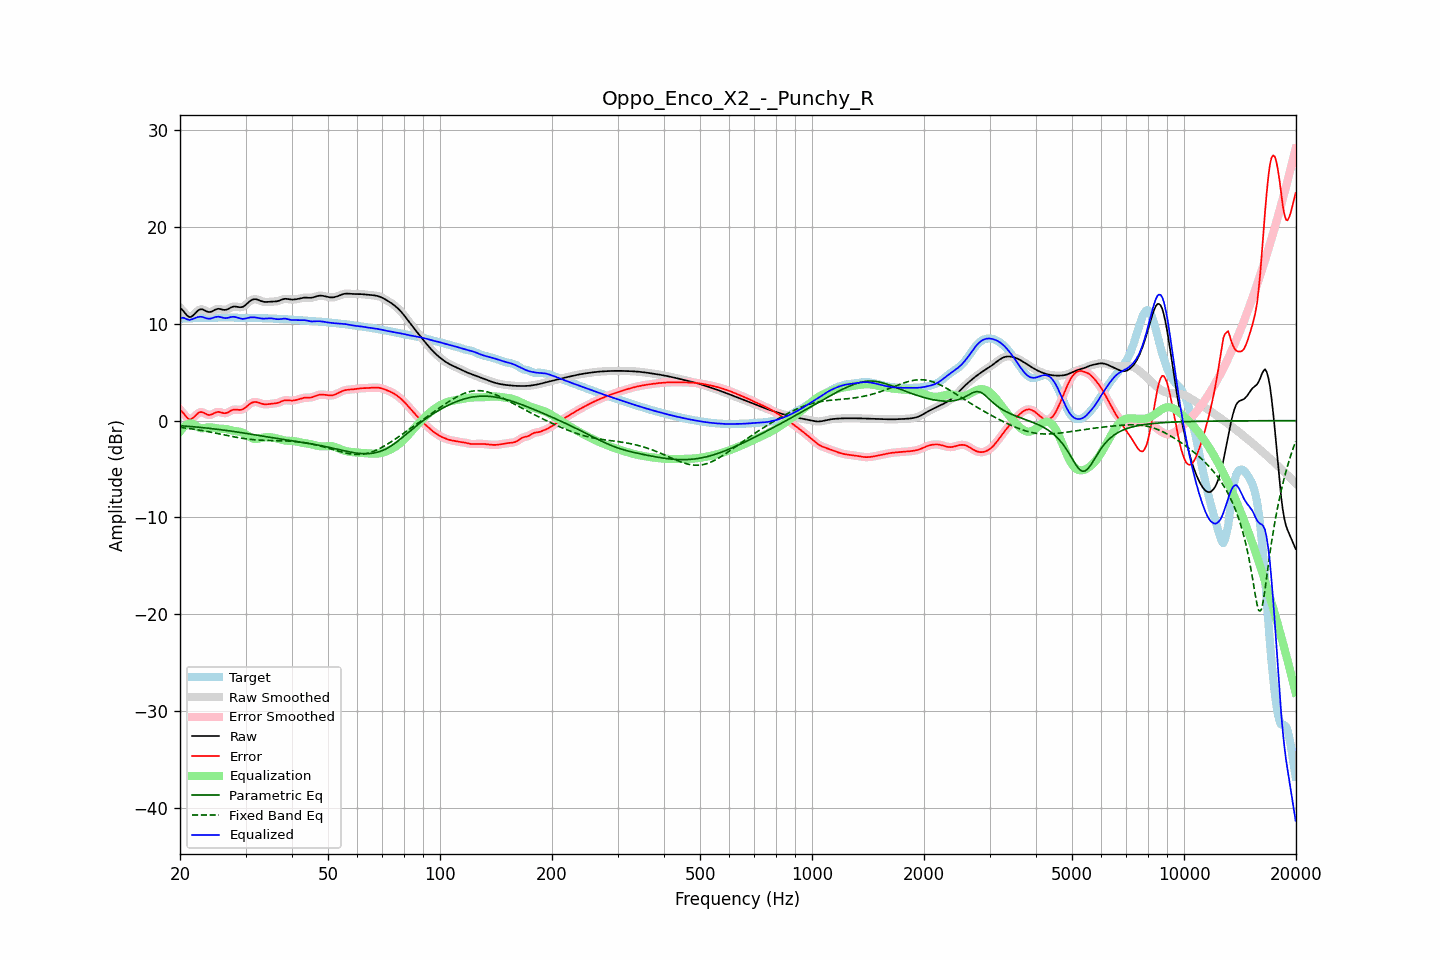 Oppo_Enco_X2_-_Punchy_R
30
20
10
0
−10
−20
−30
−40
Amplitude (dBr)
Target
Raw Smoothed
Error Smoothed
Raw
Error
Equalization
Parametric Eq
Fixed Band Eq
Equalized
20 50 100 200 500 1000 2000 5000 10000 20000
Frequency (Hz)